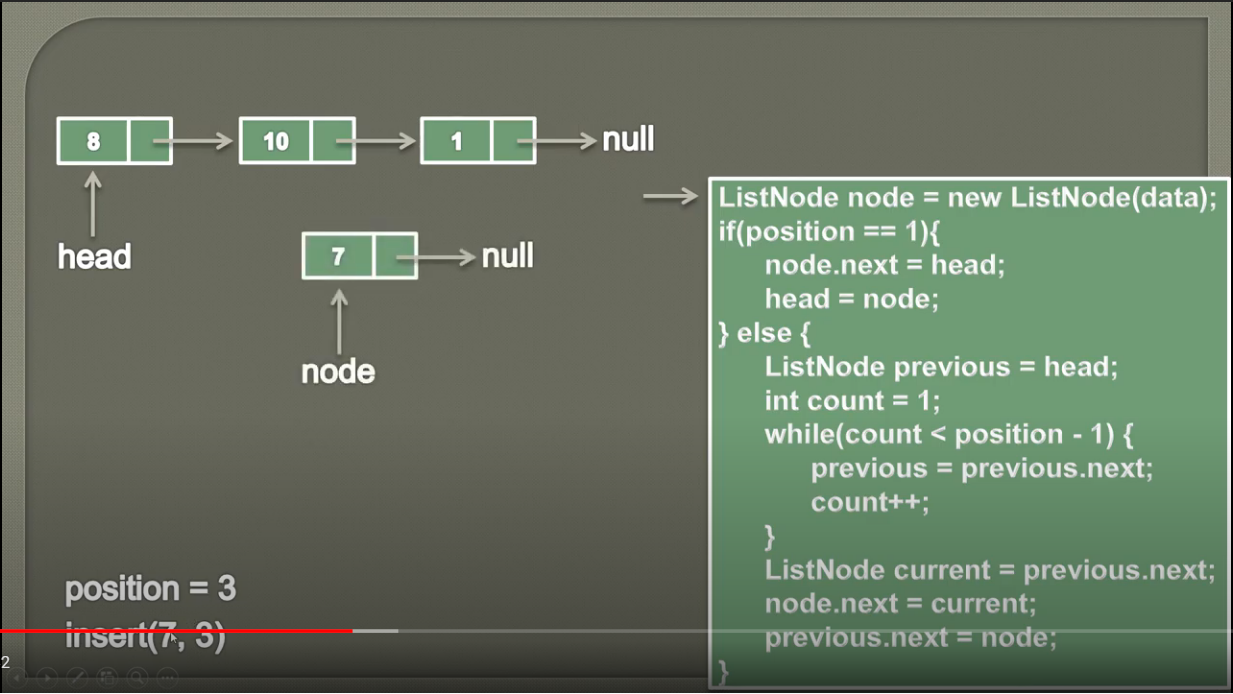 8 10 1 null
head
7 null
node
position = 3
insert(7, 3)
2
ListNode node = new ListNode(data);
if(position == 1){
node.next = head;
head = node;
} else {
ListNode previous = head;
int count = 1;
while(count < position - 1) {
previous = previous.next;
count++;
}
ListNode current = previous.next;
node.next = current;
previous.next = node;
}